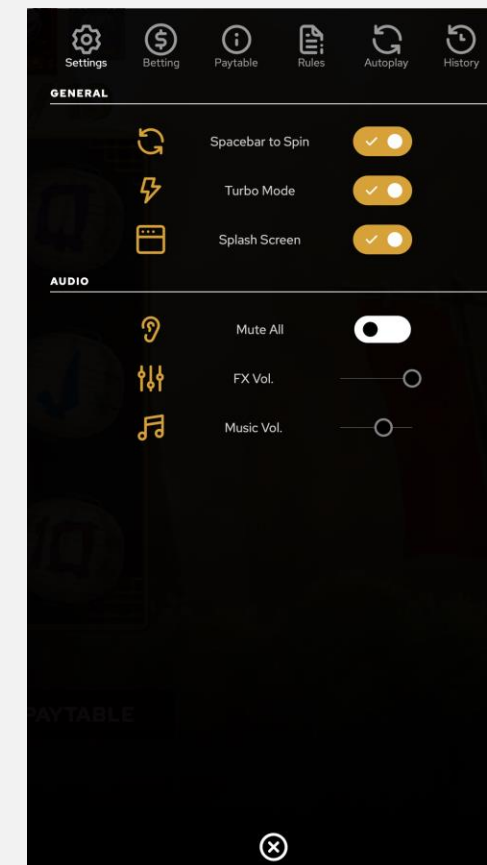 Settings Betting Paytable Rules Autoplay History
GENERAL
Spacebar to Spin
Turbo Mode
Splash Screen
AUDIO
Mute All
FX Vol.
Music Vol.
10
PAYTABLE